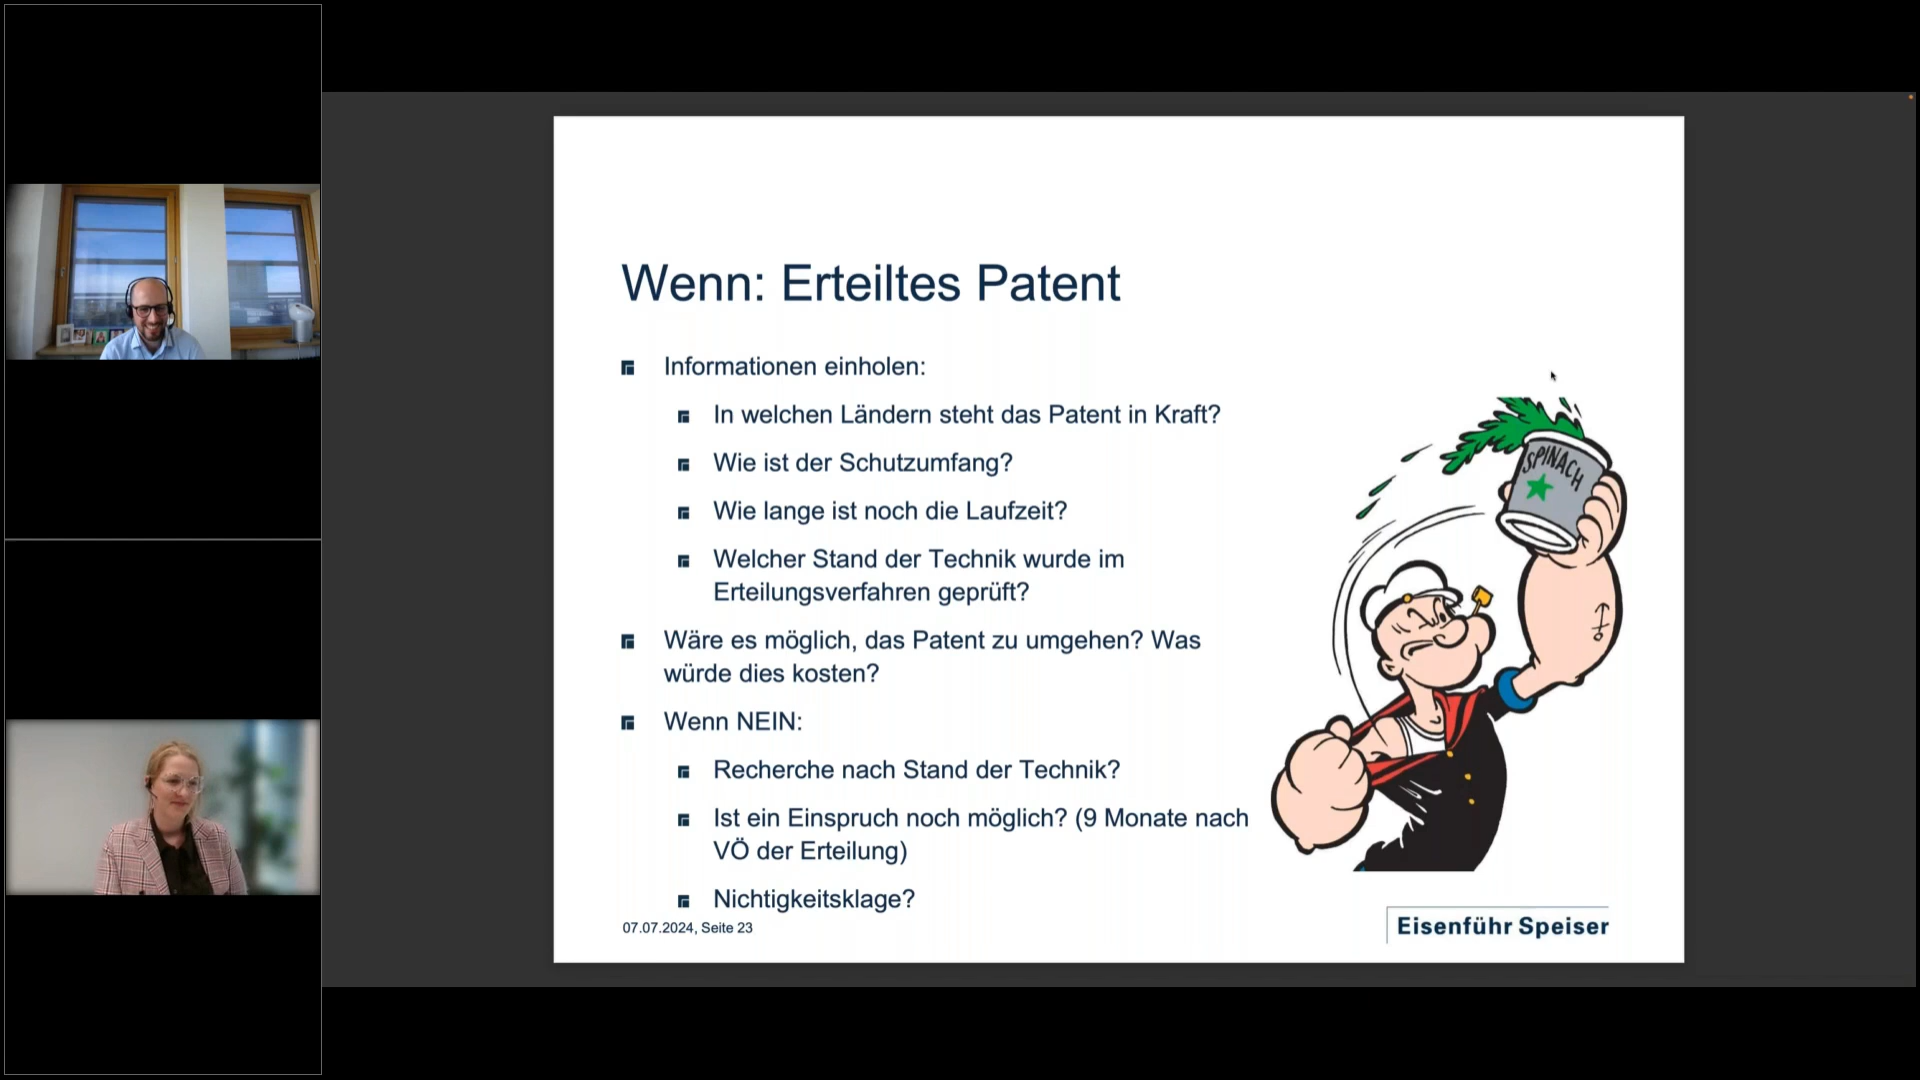 Wenn: Erteiltes Patent
Informationen einholen:
In welchen Ländern steht das Patent in Kraft?
Wie ist der Schutzumfang?
Wie lange ist noch die Laufzeit?
Welcher Stand der Technik wurde im
Erteilungsverfahren geprüft?
Wäre es möglich, das Patent zu umgehen? Was
würde dies kosten?
Wenn NEIN:
Recherche nach Stand der Technik?
Ist ein Einspruch noch möglich? (9 Monate nach
VÖ der Erteilung)
Nichtigkeitsklage?
SPINACH
07.07.2024, Seite 23
Eisenführ Speiser